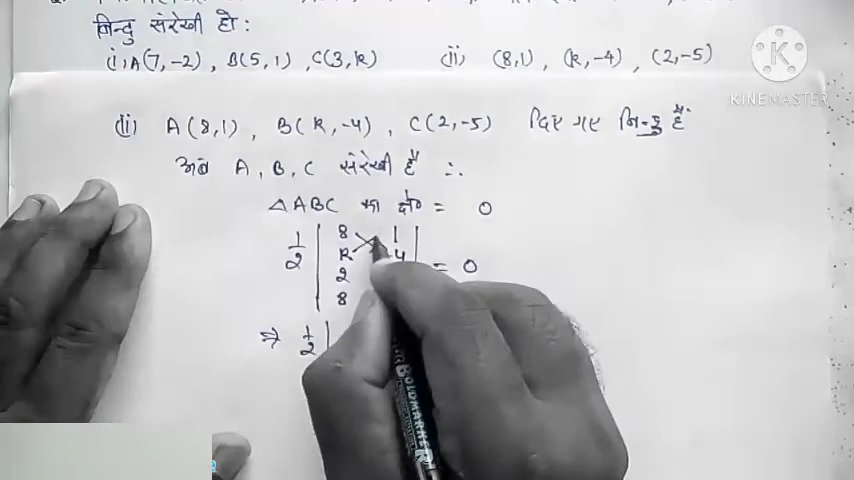 बिन्दु संरेखी हो :
(i) A(7,-2) , B(5,1) , C(3,k) (ii) (8,1) , (k,-4) , (2,-5)
KINEMASTER
(ii) A(8,1) , B(k,-4) , C(2,-5) दिए गए बिन्दु हैं
अब A, B, C संरेखी हैं ∴
△ABC का क्षे० = 0
1/2 | 8 1 |
k -4
2 = 0
8
⇒ 1/2 |
BOLDMARKER